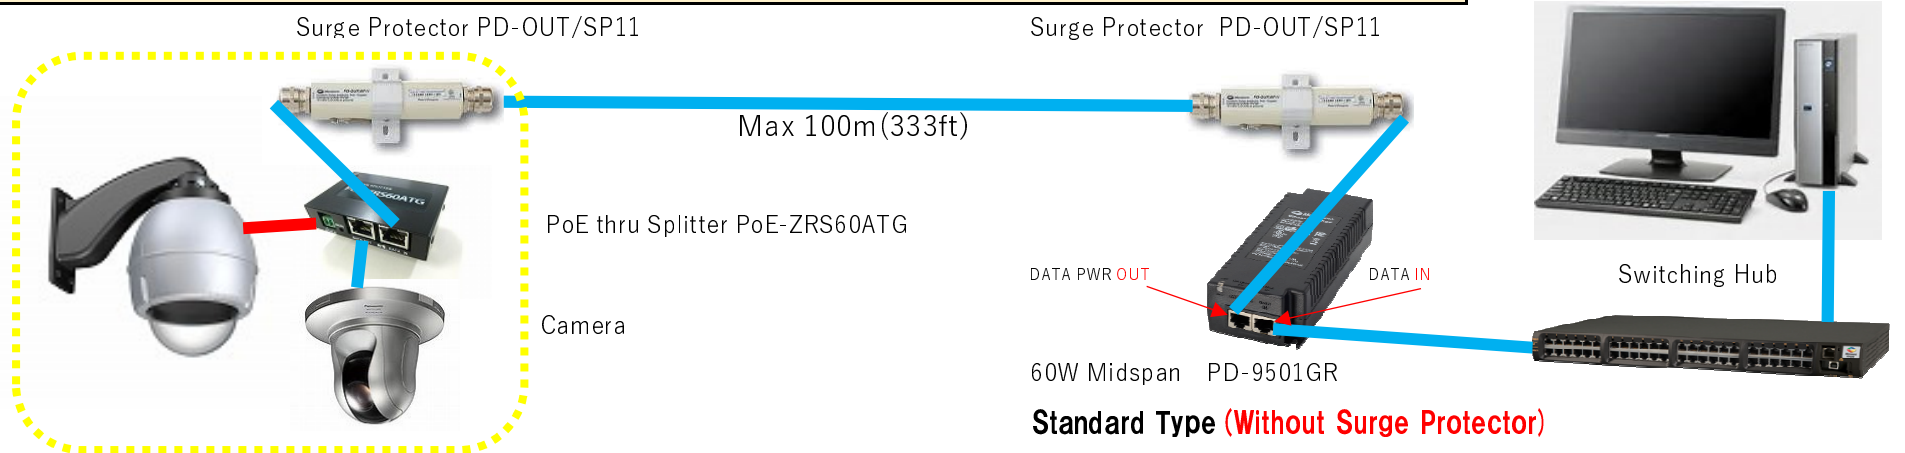 Surge Protector PD-OUT/SP11
Surge Protector PD-OUT/SP11
Max 100m(333ft)
PoE thru Splitter PoE-ZRS60ATG
DATA PWR OUT
DATA IN
Switching Hub
Camera
60W Midspan PD-9501GR
Standard Type (Without Surge Protector)